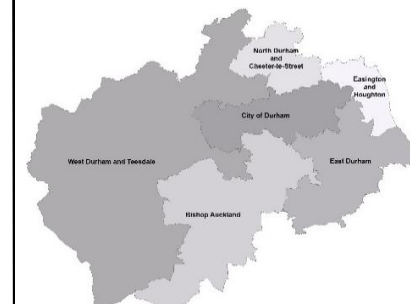 North Durham
and
Chester-le-Street
Easington
and
Houghton
City of Durham
West Durham and Teesdale
East Durham
Bishop Auckland